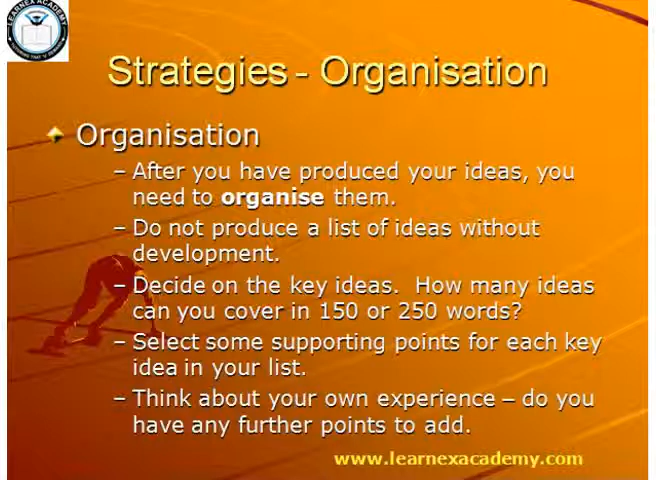 LEARNEX ACADEMY
Strategies - Organisation
Organisation
– After you have produced your ideas, you
need to organise them.
– Do not produce a list of ideas without
development.
– Decide on the key ideas.  How many ideas
can you cover in 150 or 250 words?
– Select some supporting points for each key
idea in your list.
– Think about your own experience – do you
have any further points to add.
www.learnexacademy.com